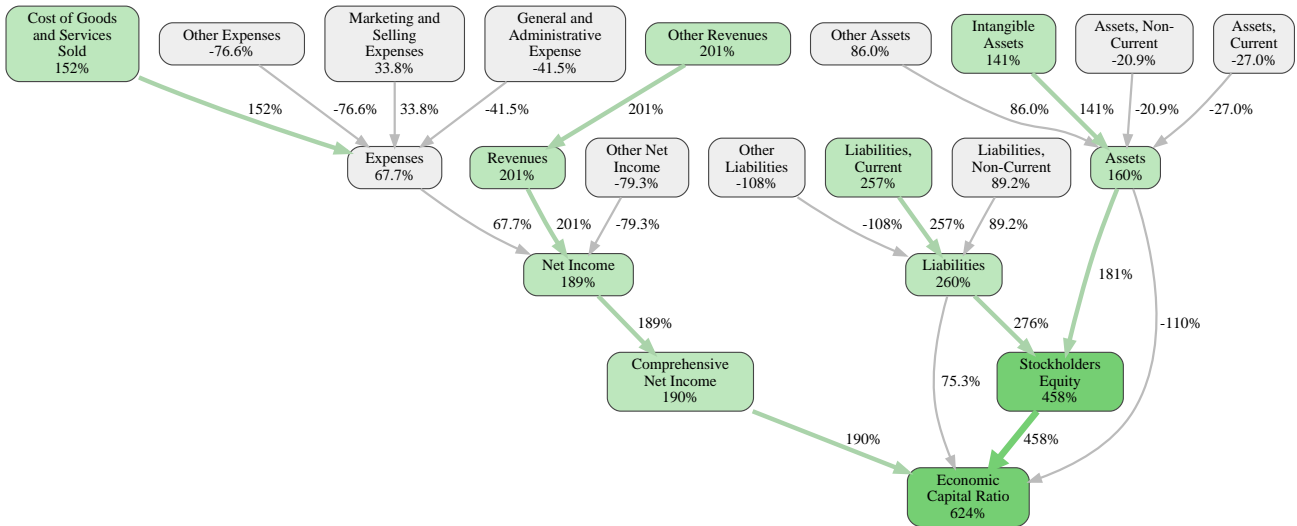 Cost of Goods
and Services
Sold
152%
Other Expenses
-76.6%
Marketing and
Selling
Expenses
33.8%
General and
Administrative
Expense
-41.5%
Other Revenues
201%
Other Assets
86.0%
Intangible
Assets
141%
Assets, Non-
Current
-20.9%
Assets,
Current
-27.0%
152%
-76.6%
33.8%
-41.5%
201%
86.0%
141%
-20.9%
-27.0%
Expenses
67.7%
Revenues
201%
Other Net
Income
-79.3%
Other
Liabilities
-108%
Liabilities,
Current
257%
Liabilities,
Non-Current
89.2%
Assets
160%
67.7%
201%
-79.3%
-108%
257%
89.2%
181%
-110%
Net Income
189%
Liabilities
260%
189%
276%
75.3%
Comprehensive
Net Income
190%
Stockholders
Equity
458%
190%
458%
Economic
Capital Ratio
624%